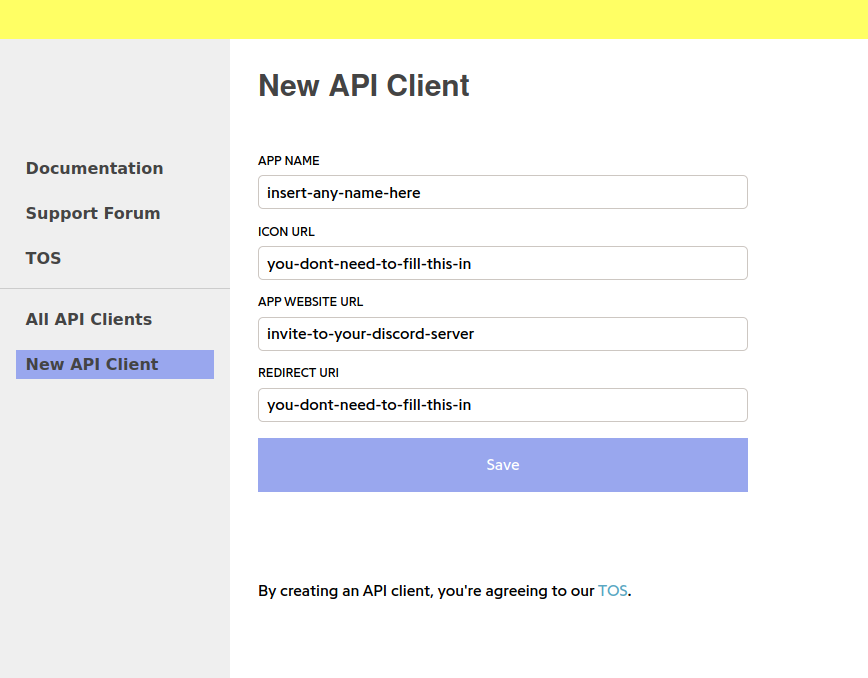 New API Client
Documentation
Support Forum
TOS
All API Clients
New API Client
APP NAME
insert-any-name-here
ICON URL
you-dont-need-to-fill-this-in
APP WEBSITE URL
invite-to-your-discord-server
REDIRECT URI
you-dont-need-to-fill-this-in
Save
By creating an API client, you're agreeing to our TOS.